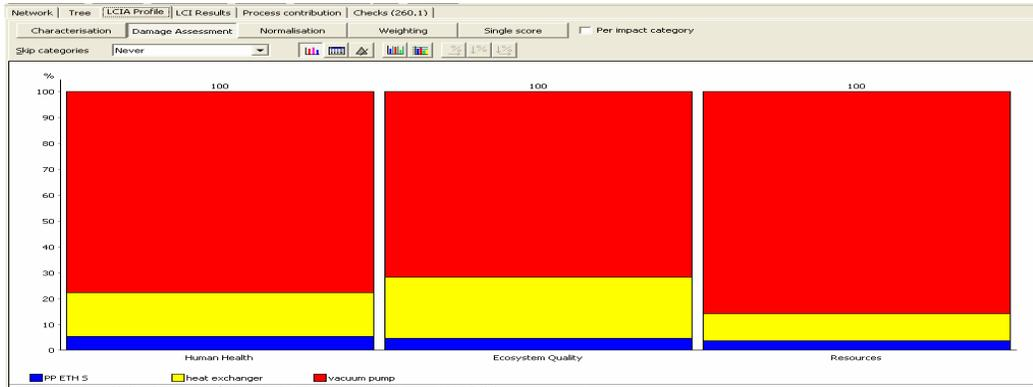 Network | Tree | LCIA Profile | LCI Results | Process contribution | Checks (260.1) |
Characterisation Damage Assessment Normalisation Weighting Single score Per impact category
Skip categories Never
%
100 100 100
100
90
80
70
60
50
40
30
20
10
0
Human Health Ecosystem Quality Resources
PP ETH S heat exchanger vacuum pump